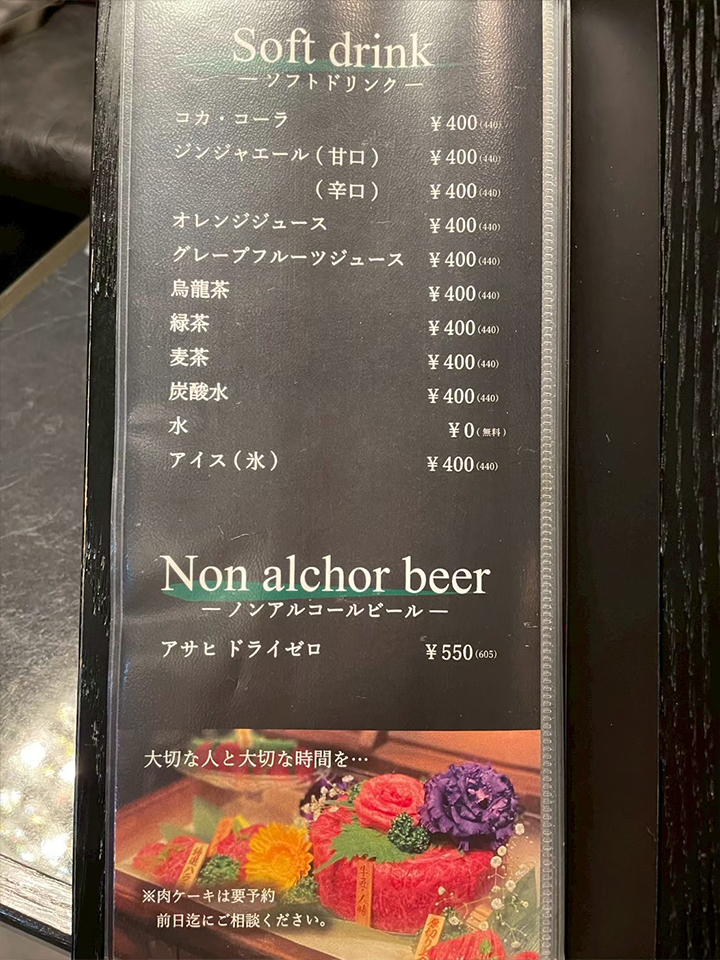 Soft drink
― ソフトドリンク ―
コカ・コーラ ¥400(440)
ジンジャエール（甘口） ¥400(440)
（辛口） ¥400(440)
オレンジジュース ¥400(440)
グレープフルーツジュース ¥400(440)
烏龍茶 ¥400(440)
緑茶 ¥400(440)
麦茶 ¥400(440)
炭酸水 ¥400(440)
水 ¥0(無料)
アイス（氷） ¥400(440)
Non alchor beer
― ノンアルコールビール ―
アサヒ ドライゼロ ¥550(605)
大切な人と大切な時間を…
※肉ケーキは要予約
前日迄にご相談ください。